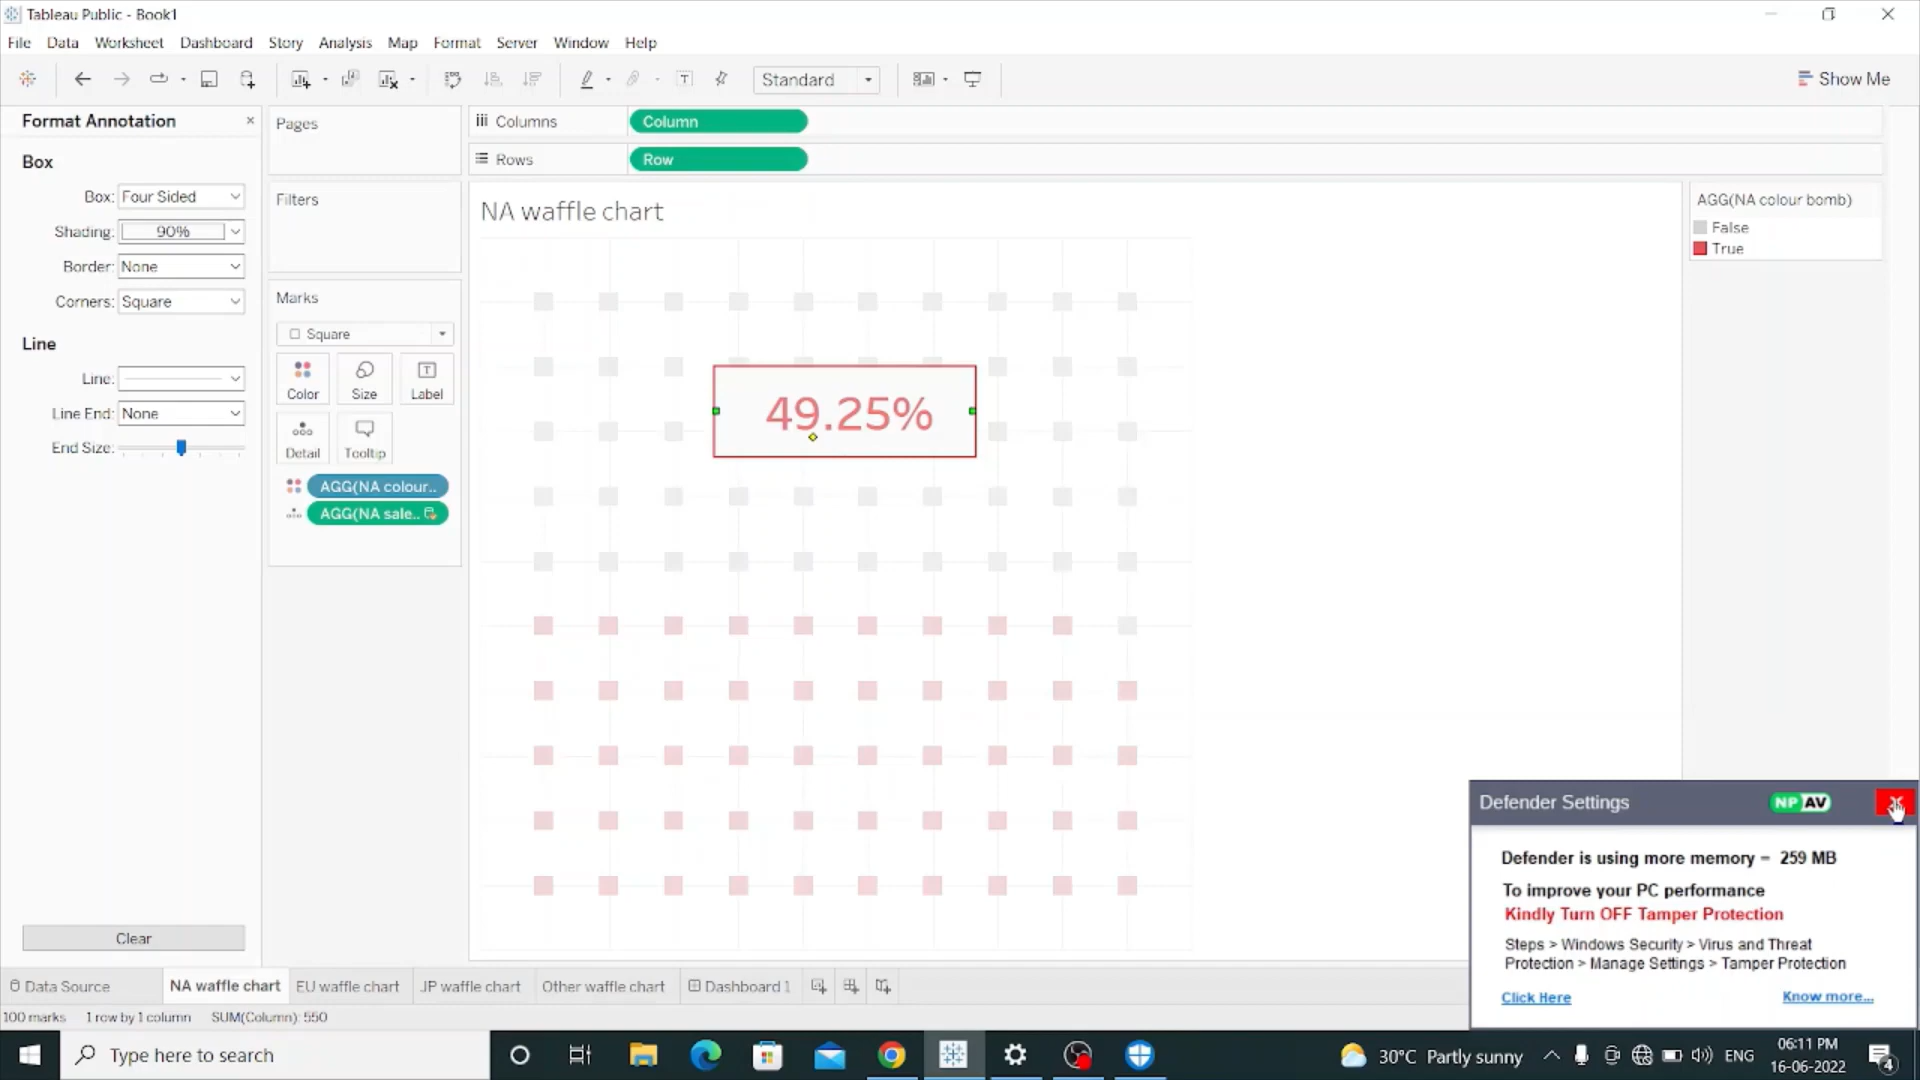 Tableau Public - Book1
File Data Worksheet Dashboard Story Analysis Map Format Server Window Help
Standard
Show Me
Format Annotation
Box
Box: Four Sided
Shading: 90%
Border: None
Corners: Square
Line
Line:
Line End: None
End Size:
Clear
Pages
Filters
Marks
Square
Color Size Label
Detail Tooltip
AGG(NA colour..
AGG(NA sale..
Columns Column
Rows Row
NA waffle chart
49.25%
AGG(NA colour bomb)
False
True
Defender Settings NP AV
Defender is using more memory = 259 MB
To improve your PC performance
Kindly Turn OFF Tamper Protection
Steps > Windows Security > Virus and Threat
Protection > Manage Settings > Tamper Protection
Click Here Know more...
Data Source NA waffle chart EU waffle chart JP waffle chart Other waffle chart Dashboard 1
100 marks 1 row by 1 column SUM(Column): 550
Type here to search
30°C Partly sunny ENG
06:11 PM
16-06-2022
4